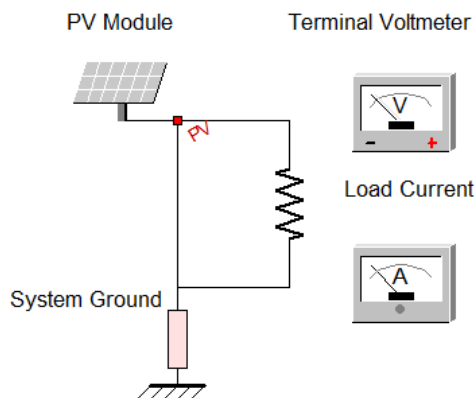 PV Module
Terminal Voltmeter
PV
V
- +
Load Current
A
System Ground